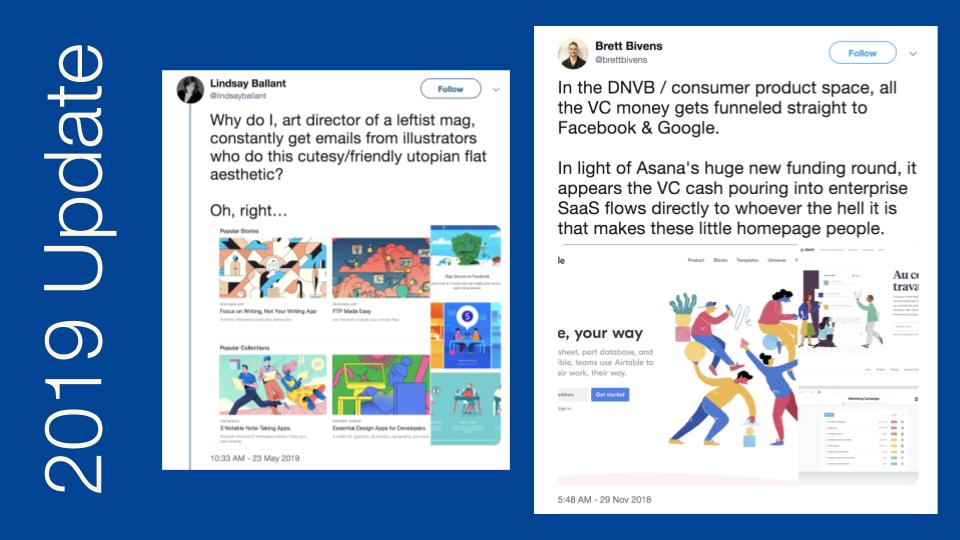 2019 Update
Lindsay Ballant
@lindsayballant
Follow
Why do I, art director of a leftist mag,
constantly get emails from illustrators
who do this cutesy/friendly utopian flat
aesthetic?
Oh, right…
Popular Stories
Focus on Writing, Not Your Writing App
FTP Made Easy
Stay Secure on Facebook
Popular Collections
3 Notable Note-Taking Apps
Essential Design Apps for Developers
10:33 AM - 23 May 2019
Brett Bivens
@brettbivens
Follow
In the DNVB / consumer product space, all
the VC money gets funneled straight to
Facebook & Google.
In light of Asana's huge new funding round, it
appears the VC cash pouring into enterprise
SaaS flows directly to whoever the hell it is
that makes these little homepage people.
le
Product Blocks Templates Universe
slack
Au co
trava
e, your way
sheet, part database, and
ible, teams use Airtable to
eir work, their way.
address
Get started
Sign in
Marketing Campaign
5:48 AM - 29 Nov 2018